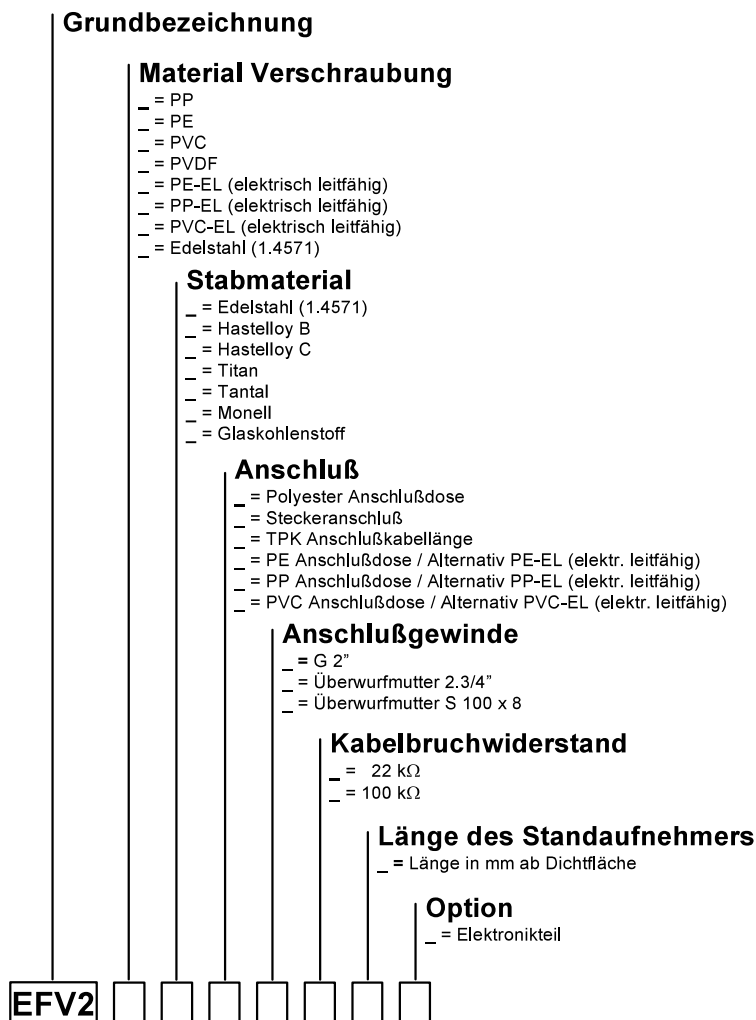 Grundbezeichnung
Material Verschraubung
_ = PP
_ = PE
_ = PVC
_ = PVDF
_ = PE-EL (elektrisch leitfähig)
_ = PP-EL (elektrisch leitfähig)
_ = PVC-EL (elektrisch leitfähig)
_ = Edelstahl (1.4571)
Stabmaterial
_ = Edelstahl (1.4571)
_ = Hastelloy B
_ = Hastelloy C
_ = Titan
_ = Tantal
_ = Monell
_ = Glaskohlenstoff
Anschluß
_ = Polyester Anschlußdose
_ = Steckeranschluß
_ = TPK Anschlußkabellänge
_ = PE Anschlußdose / Alternativ PE-EL (elektr. leitfähig)
_ = PP Anschlußdose / Alternativ PP-EL (elektr. leitfähig)
_ = PVC Anschlußdose / Alternativ PVC-EL (elektr. leitfähig)
Anschlußgewinde
_ = G 2”
_ = Überwurfmutter 2.3/4”
_ = Überwurfmutter S 100 x 8
Kabelbruchwiderstand
_ = 22 kΩ
_ = 100 kΩ
Länge des Standaufnehmers
_ = Länge in mm ab Dichtfläche
Option
_ = Elektronikteil
EFV2